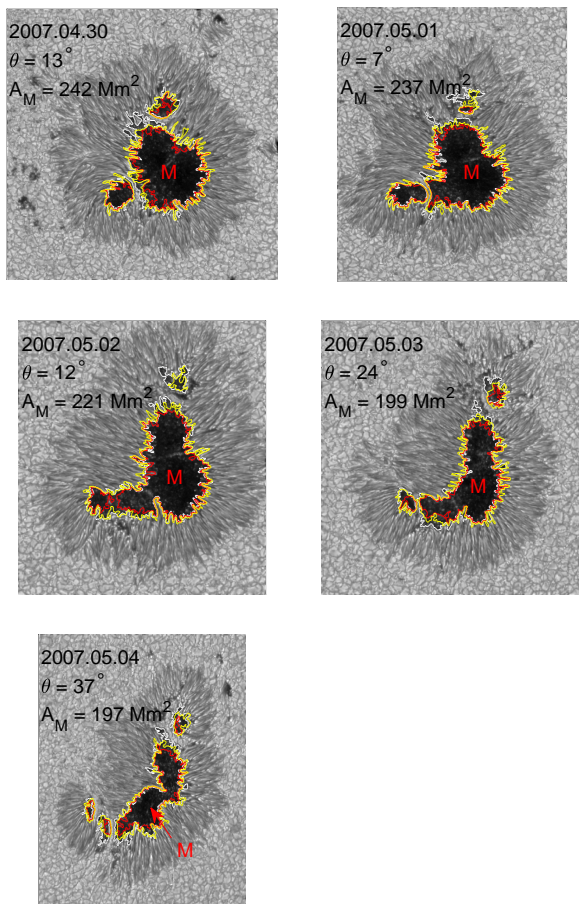 2007.04.30
θ = 13°
A_M = 242 Mm²
M
2007.05.01
θ = 7°
A_M = 237 Mm²
M
2007.05.02
θ = 12°
A_M = 221 Mm²
M
2007.05.03
θ = 24°
A_M = 199 Mm²
M
2007.05.04
θ = 37°
A_M = 197 Mm²
M